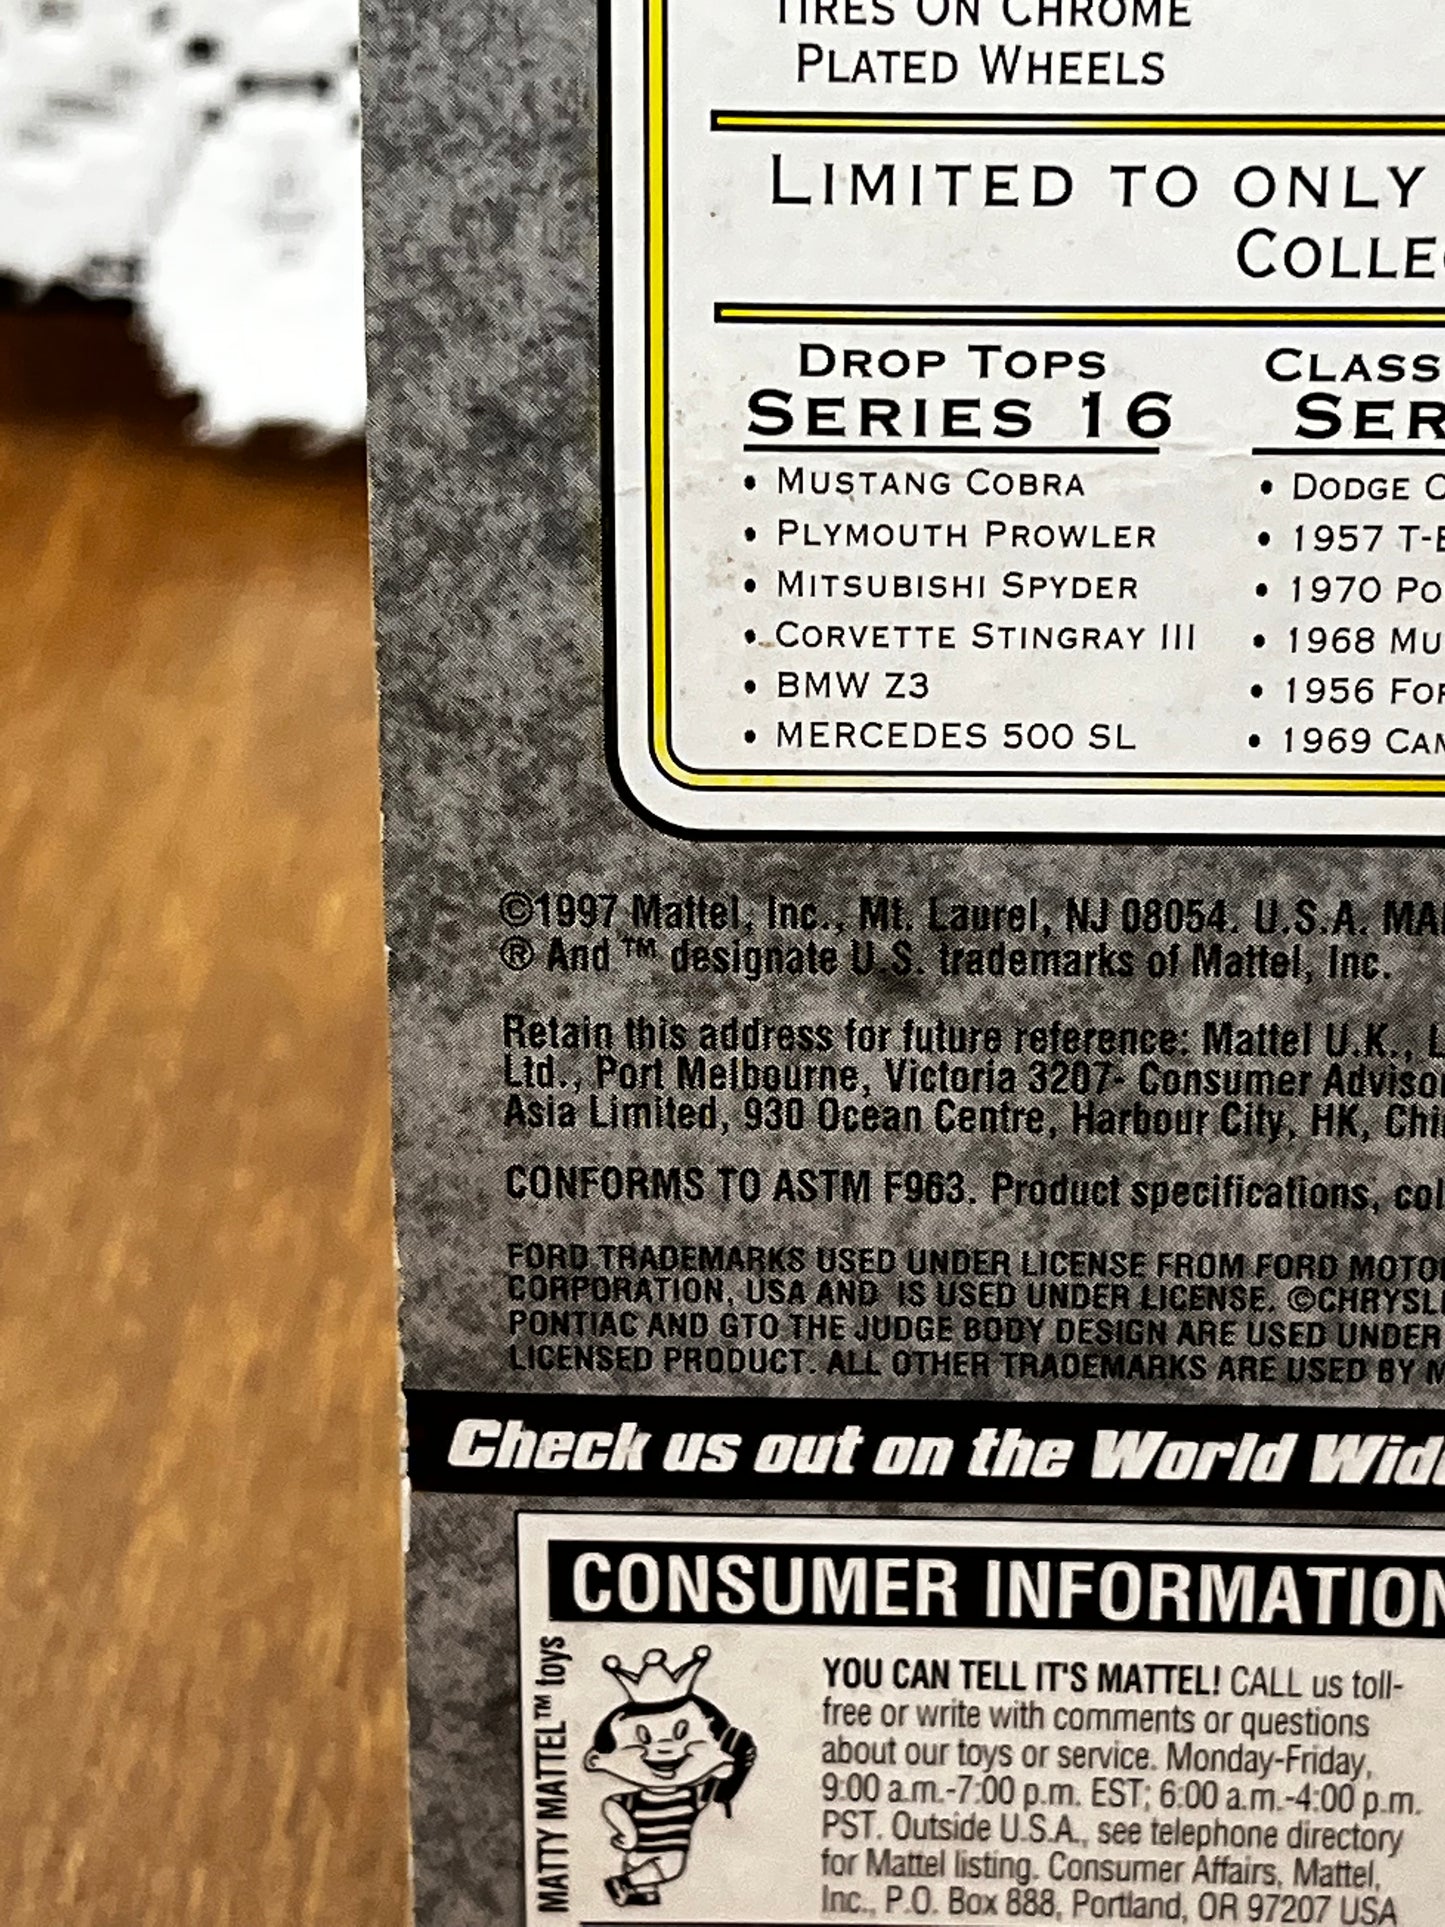 TIRES ON CHROME
PLATED WHEELS
LIMITED TO ONLY
COLLE
DROP TOPS
SERIES 16
• MUSTANG COBRA
• PLYMOUTH PROWLER
• MITSUBISHI SPYDER
• CORVETTE STINGRAY III
• BMW Z3
• MERCEDES 500 SL
CLASS
SER
• DODGE
• 1957 T-
• 1970 PO
• 1968 MU
• 1956 FO
• 1969 CA
©1997 Mattel, Inc., Mt. Laurel, NJ 08054. U.S.A. MA
® And ™ designate U.S. trademarks of Mattel, Inc.
Retain this address for future reference: Mattel U.K., L
Ltd., Port Melbourne, Victoria 3207- Consumer Adviso
Asia Limited, 930 Ocean Centre, Harbour City, HK, Chi
CONFORMS TO ASTM F963. Product specifications, col
FORD TRADEMARKS USED UNDER LICENSE FROM FORD MOTO
CORPORATION, USA AND IS USED UNDER LICENSE. ©CHRYSL
PONTIAC AND GTO THE JUDGE BODY DESIGN ARE USED UNDER
LICENSED PRODUCT. ALL OTHER TRADEMARKS ARE USED BY M
Check us out on the World Wid
CONSUMER INFORMATION
MATTY MATTEL™ toys
YOU CAN TELL IT'S MATTEL! CALL us toll-
free or write with comments or questions
about our toys or service. Monday-Friday,
9:00 a.m.-7:00 p.m. EST; 6:00 a.m.-4:00 p.m.
PST. Outside U.S.A., see telephone directory
for Mattel listing. Consumer Affairs, Mattel,
Inc., P.O. Box 888, Portland, OR 97207 USA